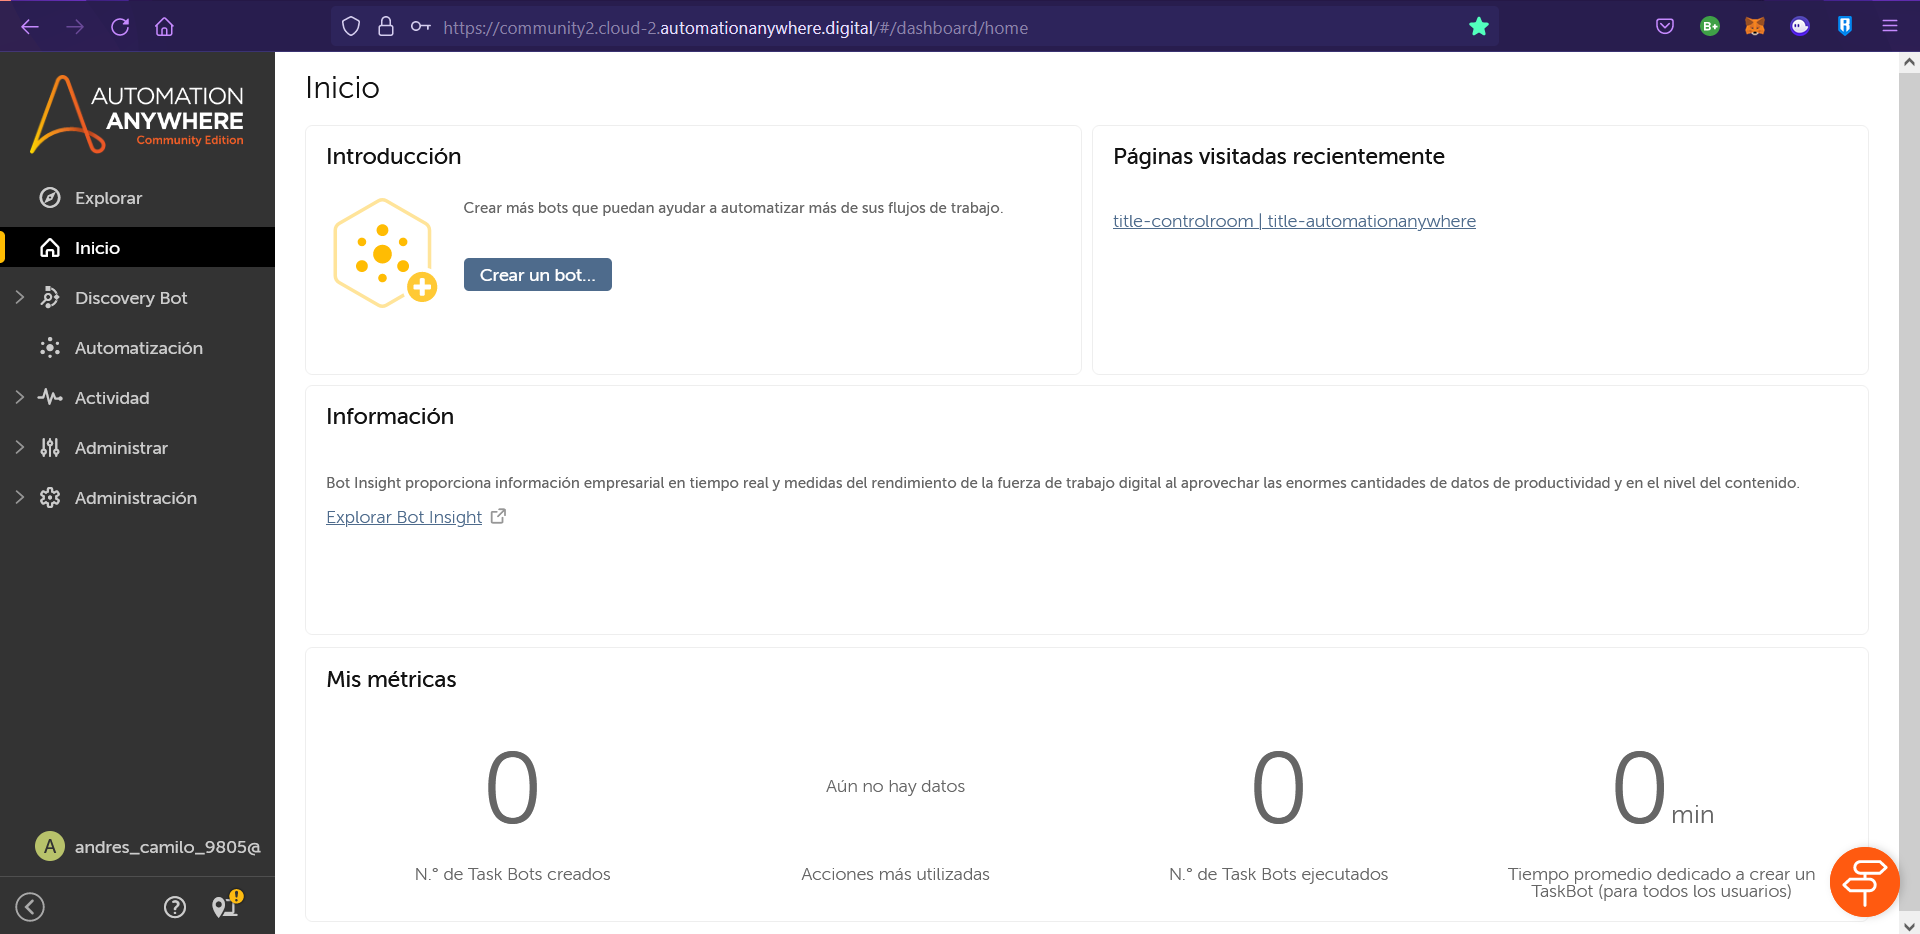 https://community2.cloud-2.automationanywhere.digital/#/dashboard/home
B+
AUTOMATION
ANYWHERE
Community Edition
Explorar
Inicio
Discovery Bot
Automatización
Actividad
Administrar
Administración
A
andres_camilo_9805@
Inicio
Introducción
Crear más bots que puedan ayudar a automatizar más de sus flujos de trabajo.
Crear un bot...
Páginas visitadas recientemente
title-controlroom | title-automationanywhere
Información
Bot Insight proporciona información empresarial en tiempo real y medidas del rendimiento de la fuerza de trabajo digital al aprovechar las enormes cantidades de datos de productividad y en el nivel del contenido.
Explorar Bot Insight
Mis métricas
0
N.° de Task Bots creados
Aún no hay datos
Acciones más utilizadas
0
N.° de Task Bots ejecutados
0 min
Tiempo promedio dedicado a crear un
TaskBot (para todos los usuarios)